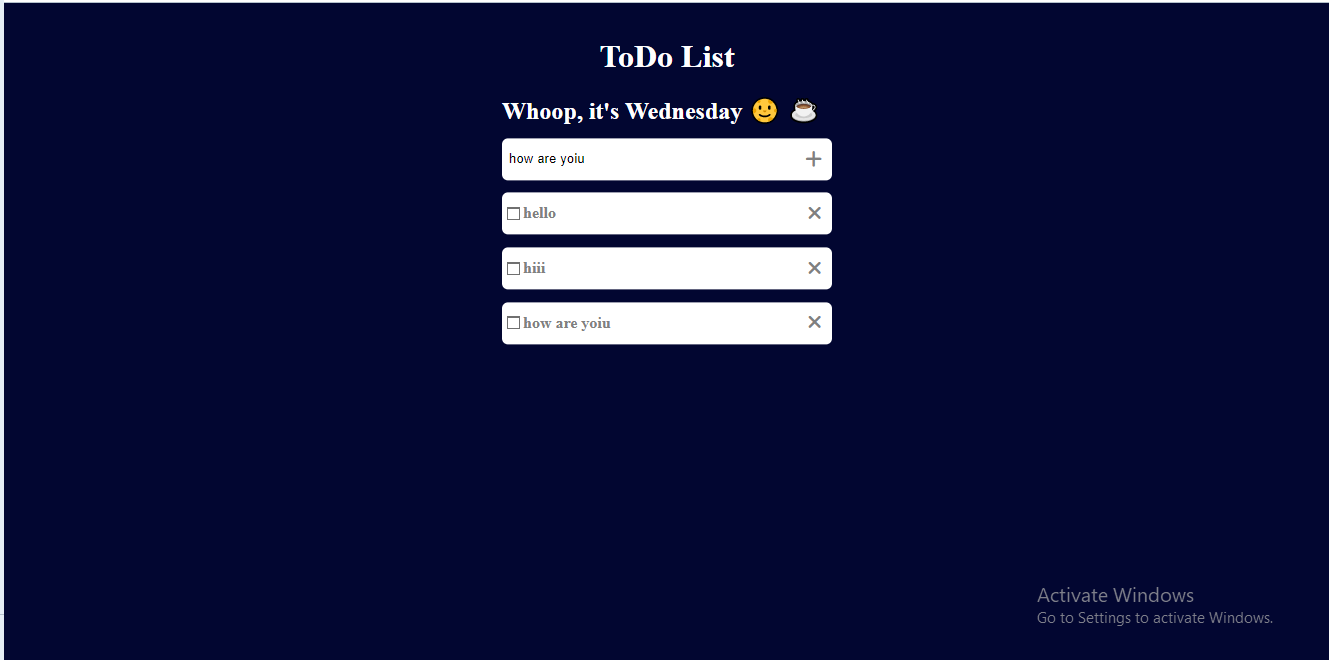 ToDo List
Whoop, it's Wednesday 🙂 ☕
how are yoiu
hello
hiii
how are yoiu
Activate Windows
Go to Settings to activate Windows.